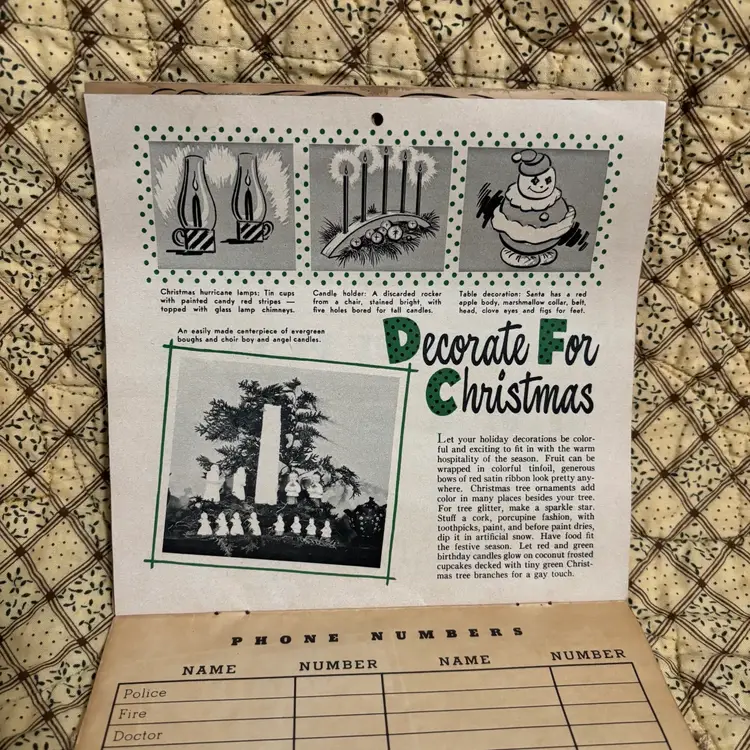 Christmas hurricane lamps; Tin cups
with painted candy red stripes —
topped with glass lamp chimneys.
Candle holder: A discarded rocker
from a chair, stained bright, with
five holes bored for tall candles.
Table decoration: Santa has a red
apple body, marshmallow collar, belt,
head, clove eyes and figs for feet.
An easily made centerpiece of evergreen
boughs and choir boy and angel candles.
Decorate For
Christmas
Let your holiday decorations be color-
ful and exciting to fit in with the warm
hospitality of the season. Fruit can be
wrapped in colorful tinfoil, generous
bows of red satin ribbon look pretty any-
where. Christmas tree ornaments add
color in many places besides your tree.
For tree glitter, make a sparkle star.
Stuff a cork, porcupine fashion, with
toothpicks, paint, and before paint dries,
dip it in artificial snow. Have food fit
the festive season. Let red and green
birthday candles glow on coconut frosted
cupcakes decked with tiny green Christ-
mas tree branches for a gay touch.
PHONE NUMBERS
NAME NUMBER NAME NUMBER
Police
Fire
Doctor